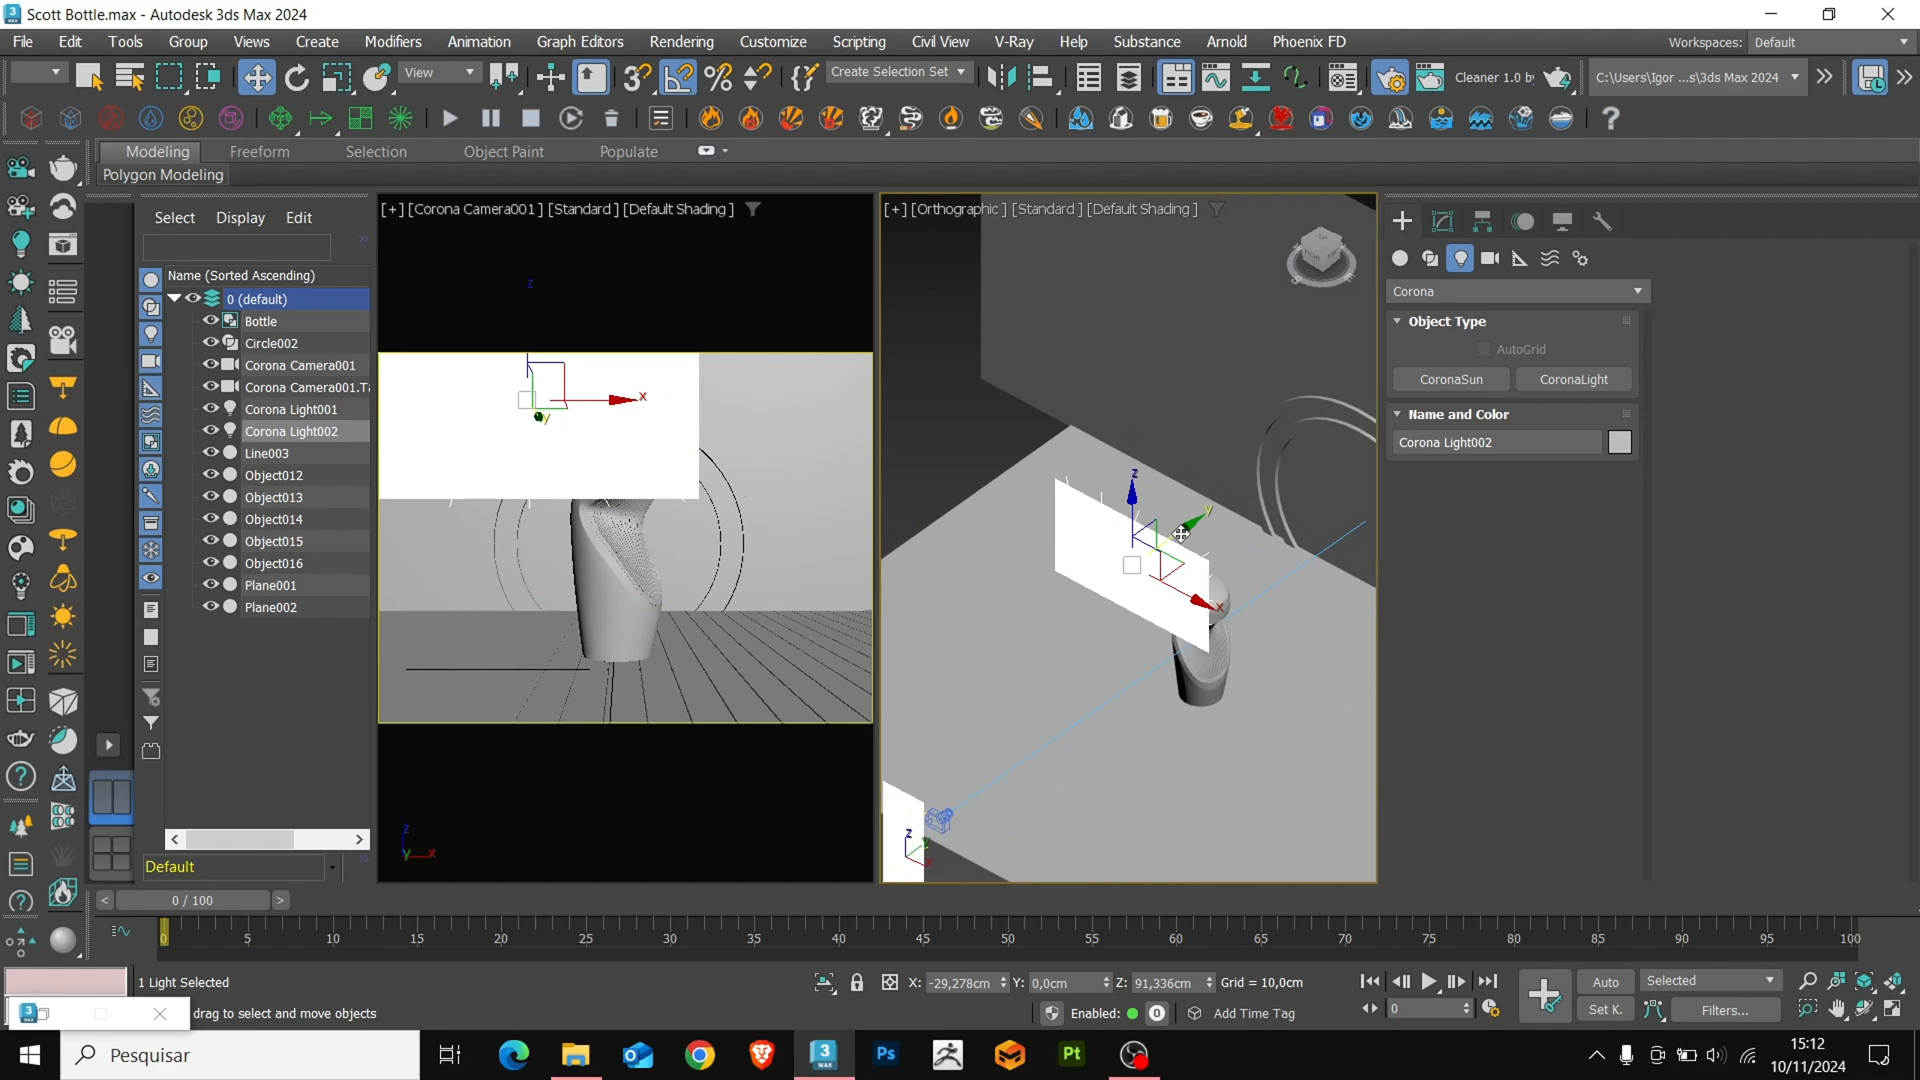 Scott Bottle.max - Autodesk 3ds Max 2024
File Edit Tools Group Views Create Modifiers Animation Graph Editors Rendering Customize Scripting Civil View V-Ray Help Substance Arnold Phoenix FD Workspaces: Default
View Create Selection Set Cleaner 1.0 by C:\Users\Igor ...s\3ds Max 2024
Modeling Freeform Selection Object Paint Populate
Polygon Modeling
Select Display Edit
[+] [Corona Camera001 ] [Standard ] [Default Shading ]
[+] [Orthographic ] [Standard ] [Default Shading ]
Name (Sorted Ascending)
0 (default)
Bottle
Circle002
Corona Camera001
Corona Camera001.Ta
Corona Light001
Corona Light002
Line003
Object012
Object013
Object014
Object015
Object016
Plane001
Plane002
Default
z
x
y
z
y
x
z
y
x
z
y
x
Corona
Object Type
AutoGrid
CoronaSun CoronaLight
Name and Color
Corona Light002
0 / 100
0 5 10 15 20 25 30 35 40 45 50 55 60 65 70 75 80 85 90 95 100
1 Light Selected
drag to select and move objects
X: -29,278cm Y: 0,0cm Z: 91,336cm Grid = 10,0cm
Enabled: 0 Add Time Tag
0
Auto Selected
Set K. Filters...
Pesquisar
15:12
10/11/2024